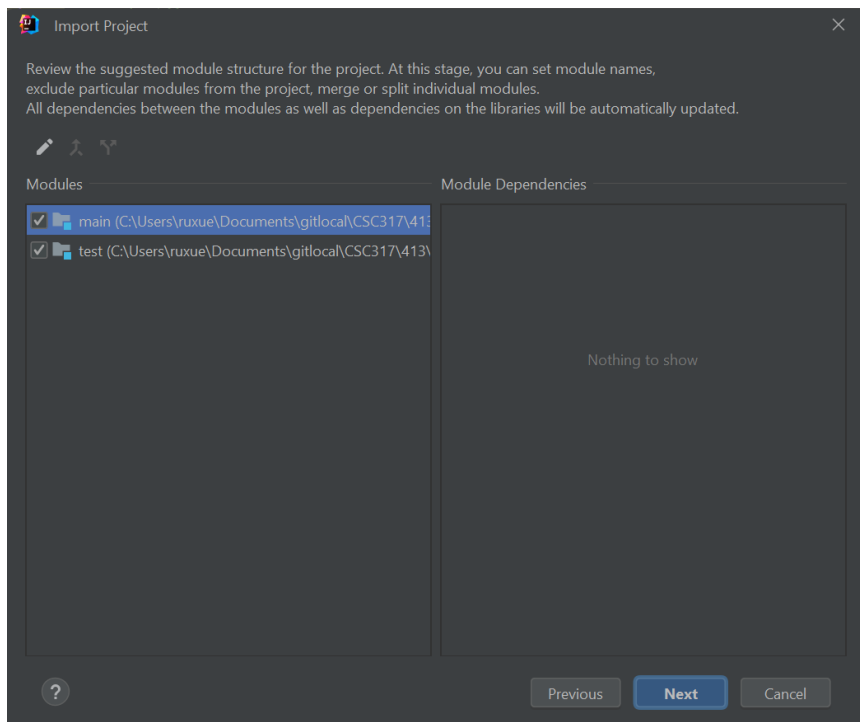 Import Project
Review the suggested module structure for the project. At this stage, you can set module names,
exclude particular modules from the project, merge or split individual modules.
All dependencies between the modules as well as dependencies on the libraries will be automatically updated.
Modules
Module Dependencies
main (C:\Users\ruxue\Documents\gitlocal\CSC317\413
test (C:\Users\ruxue\Documents\gitlocal\CSC317\413\
Nothing to show
?
Previous
Next
Cancel